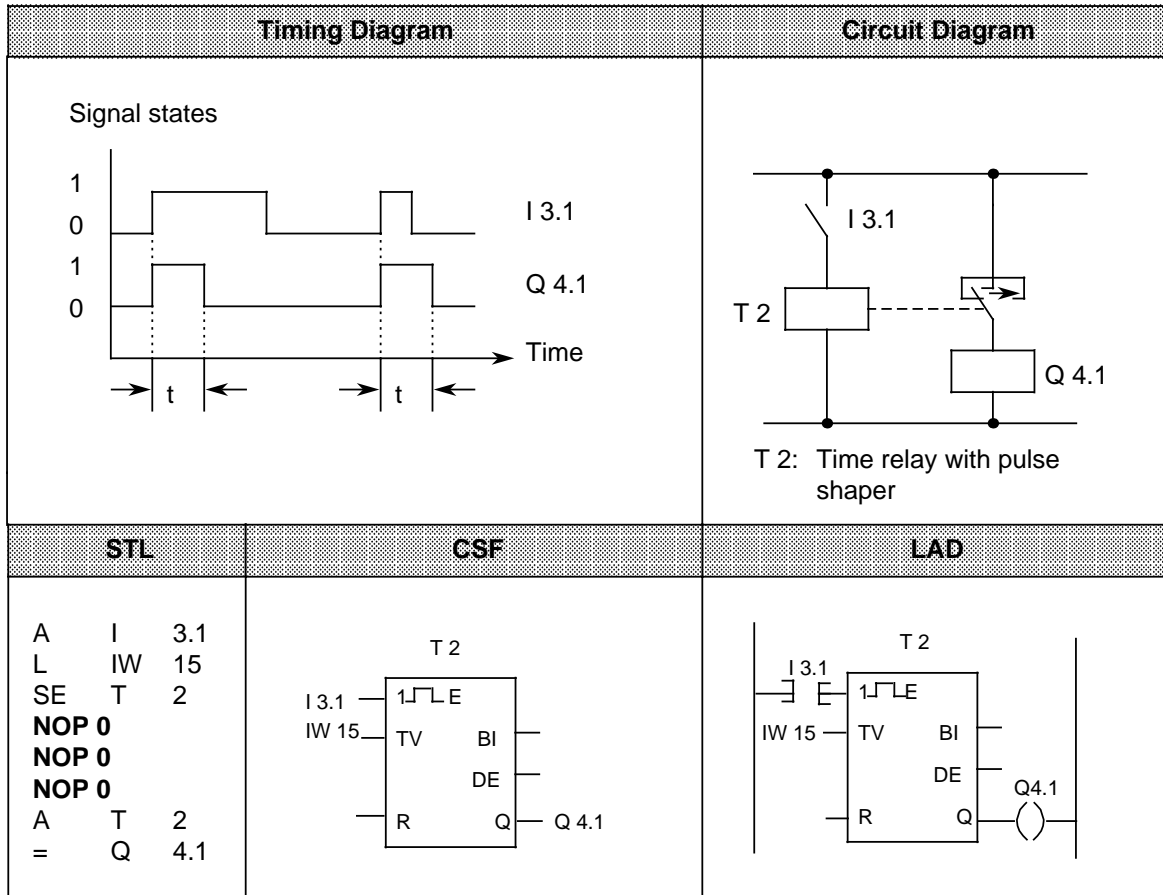 Timing Diagram
Circuit Diagram
Signal states
1
0
I 3.1
1
0
Q 4.1
Time
t
t
I 3.1
T 2
Q 4.1
T 2: Time relay with pulse
shaper
STL
CSF
LAD
A I 3.1
L IW 15
SE T 2
NOP 0
NOP 0
NOP 0
A T 2
= Q 4.1
T 2
I 3.1
1 E
IW 15
TV BI
DE
R Q
Q 4.1
T 2
I 3.1
1 E
IW 15
TV BI
DE
Q4.1
R Q